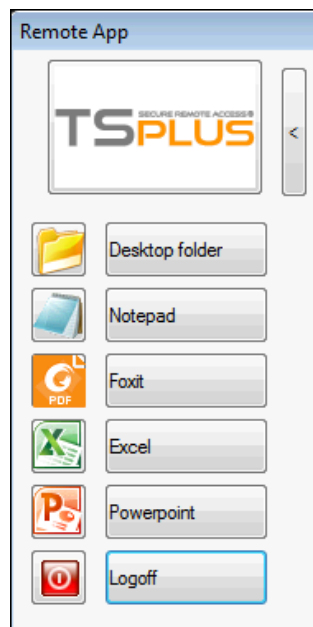 Remote App
SECURE REMOTE ACCESS®
TSPLUS
<
Desktop folder
Notepad
Foxit
PDF
Excel
Powerpoint
Logoff